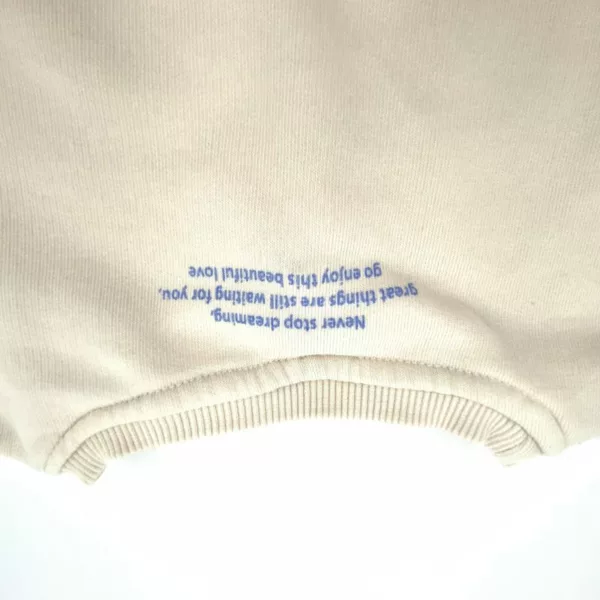 Never stop dreaming,
great things are still waiting for you,
go enjoy this beautiful love